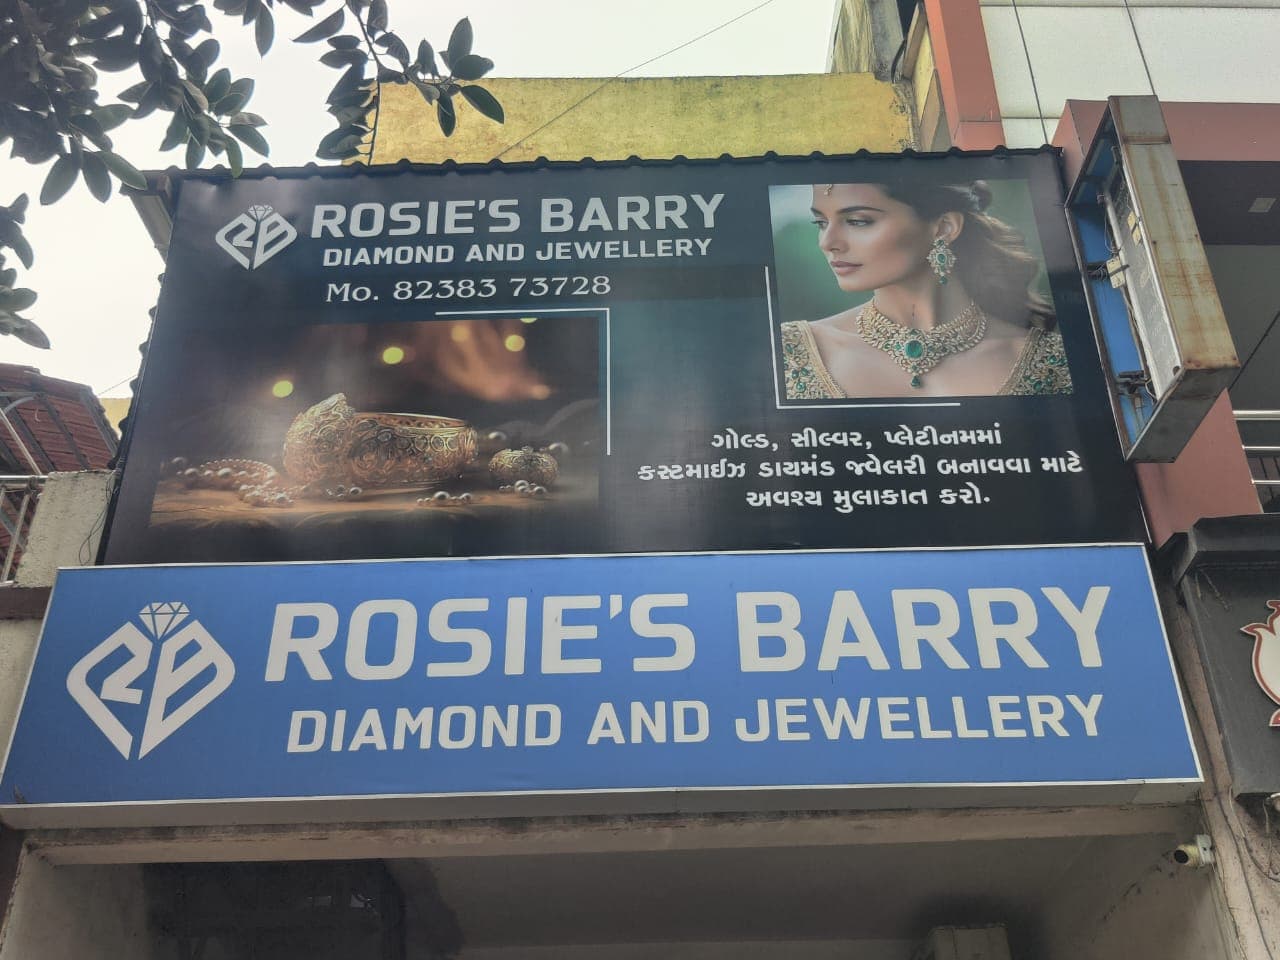 ROSIE'S BARRY
DIAMOND AND JEWELLERY
Mo. 82383 73728
ગોલ્ડ, સીલ્વર, પ્લેટીનમમાં
કસ્ટમાઈઝ ડાયમંડ જ્વેલરી બનાવવા માટે
અવશ્ય મુલાકાત કરો.
RB
ROSIE'S BARRY
DIAMOND AND JEWELLERY